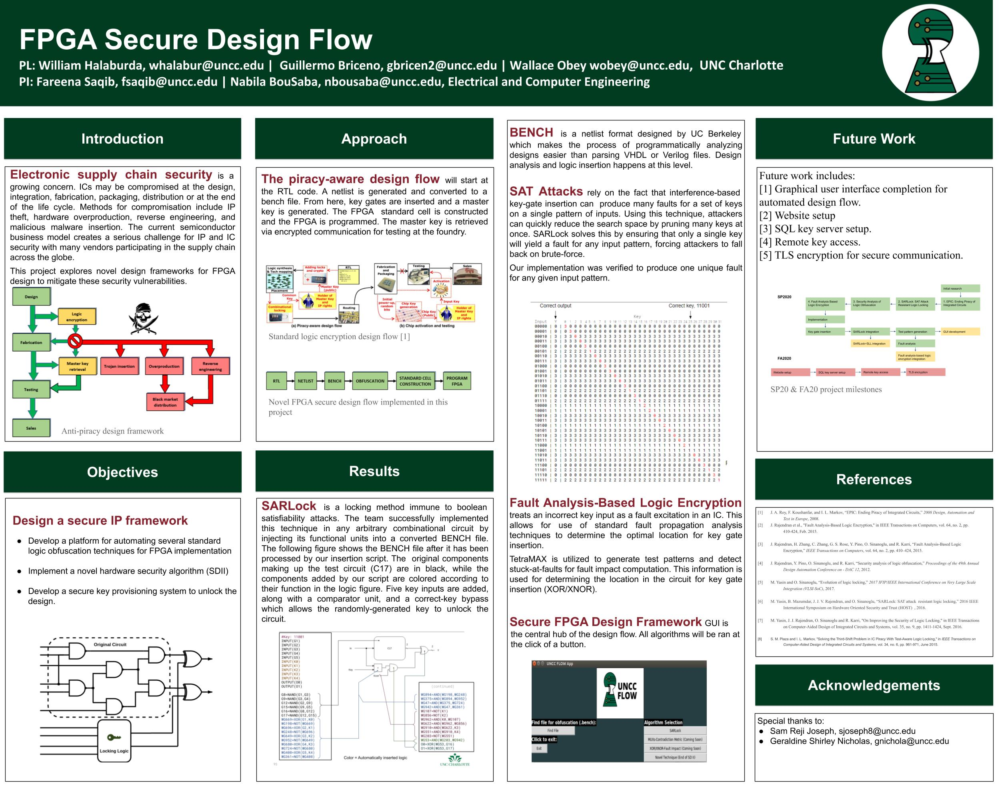 FPGA Secure Design Flow
PL: William Halaburda, whalabur@uncc.edu | Guillermo Briceno, gbricen2@uncc.edu | Wallace Obey wobey@uncc.edu, UNC Charlotte
PI: Fareena Saqib, fsaqib@uncc.edu | Nabila BouSaba, nbousaba@uncc.edu, Electrical and Computer Engineering
Introduction
Electronic supply chain security is a
growing concern. ICs may be compromised at the design,
integration, fabrication, packaging, distribution or at the end
of the life cycle. Methods for compromisation include IP
theft, hardware overproduction, reverse engineering, and
malicious malware insertion. The current semiconductor
business model creates a serious challenge for IP and IC
security with many vendors participating in the supply chain
across the globe.
This project explores novel design frameworks for FPGA
design to mitigate these security vulnerabilities.
Design
Logic
encryption
Fabrication
Master key
retrieval
Trojan insertion
Overproduction
Reverse
engineering
Testing
Black market
distribution
Sales
Anti-piracy design framework
Objectives
Design a secure IP framework
● Develop a platform for automating several standard
logic obfuscation techniques for FPGA implementation
● Implement a novel hardware security algorithm (SDII)
● Develop a secure key provisioning system to unlock the
design.
Original Circuit
Locking Logic
Approach
The piracy-aware design flow will start at
the RTL code. A netlist is generated and converted to a
bench file. From here, key gates are inserted and a master
key is generated. The FPGA standard cell is constructed
and the FPGA is programmed. The master key is retrieved
via encrypted communication for testing at the foundry.
Logic synthesis
& Tech mapping
Adding locks
and crypto
RTL
Placement
Master Key
(public)
Common
Key
Holder of
Master Key
and
IP rights
Combinational
locking
Routing
(a) Piracy-aware design flow
Fabrication
and
Packaging
Testing
Sales
Activation
Initial
power-up,
random
bits
Chip Key
generation
Input Key
Chip Key
(Public)
Holder of
Master Key
and
IP rights
(b) Chip activation and testing
Standard logic encryption design flow [1]
RTL
NETLIST
BENCH
OBFUSCATION
STANDARD CELL
CONSTRUCTION
PROGRAM
FPGA
Novel FPGA secure design flow implemented in this
project
Results
SARLock is a locking method immune to boolean
satisfiability attacks. The team successfully implemented
this technique in any arbitrary combinational circuit by
injecting its functional units into a converted BENCH file.
The following figure shows the BENCH file after it has been
processed by our insertion script. The original components
making up the test circuit (C17) are in black, while the
components added by our script are colored according to
their function in the logic figure. Five key inputs are added,
along with a comparator unit, and a correct-key bypass
which allows the randomly-generated key to unlock the
circuit.
#Key: 11001
INPUT(G1)
INPUT(G2)
INPUT(G3)
INPUT(G4)
INPUT(G5)
INPUT(K0)
INPUT(K1)
INPUT(K2)
INPUT(K3)
INPUT(K4)
OUTPUT(O0)
OUTPUT(O1)
G8=NAND(G1,G3)
G9=NAND(G3,G4)
G12=NAND(G2,G9)
G15=NAND(G9,G5)
G16=NAND(G8,G12)
G17=NAND(G12,G15)
WG669=XOR(G1,K0)
WG198=NOT(WG669)
WG696=XOR(G2,K1)
WG248=NOT(WG696)
WG649=XOR(G3,K2)
WG952=NOT(WG649)
WG680=XOR(G4,K3)
WG724=NOT(WG680)
WG408=XOR(G5,K4)
WG361=NOT(WG408)
In
C17
2
2
Y
Key
[continued]
WG894=AND(WG198,WG248)
WG375=AND(WG894,WG952)
WG47=AND(WG375,WG724)
WG942=AND(WG47,WG361)
WG107=NOT(K1)
WG856=NOT(K2)
WG962=AND(K0,WG107)
WG622=AND(WG962,WG856)
WG910=AND(WG622,K3)
WG551=AND(WG910,K4)
WG203=NOT(WG551)
WG53=AND(WG203,WG942)
O0=XOR(WG53,G16)
O1=XOR(WG53,G17)
Color = Automatically inserted logic
95
UNC CHARLOTTE
BENCH is a netlist format designed by UC Berkeley
which makes the process of programmatically analyzing
designs easier than parsing VHDL or Verilog files. Design
analysis and logic insertion happens at this level.
SAT Attacks rely on the fact that interference-based
key-gate insertion can produce many faults for a set of keys
on a single pattern of inputs. Using this technique, attackers
can quickly reduce the search space by pruning many keys at
once. SARLock solves this by ensuring that only a single key
will yield a fault for any input pattern, forcing attackers to fall
back on brute-force.
Our implementation was verified to produce one unique fault
for any given input pattern.
Correct output
Correct key, 11001
Key
Input Y 0 1 2 3 4 5 6 7 8 9 10 11 12 13 14 15 16 17 18 19 20 21 22 23 24 25 26 27 28 29 30 31
Fault Analysis-Based Logic Encryption
treats an incorrect key input as a fault excitation in an IC. This
allows for use of standard fault propagation analysis
techniques to determine the optimal location for key gate
insertion.
TetraMAX is utilized to generate test patterns and detect
stuck-at-faults for fault impact computation. This information is
used for determining the location in the circuit for key gate
insertion (XOR/XNOR).
Secure FPGA Design Framework GUI is
the central hub of the design flow. All algorithms will be ran at
the click of a button.
UNCC FLOW App
UNCC
FLOW
Find file for obfuscation (.bench):
Find File
Cllick to exit:
Exit
Algorithm Selection
SARLock
MUXs-Contradiction Metric (Coming Soon)
XOR/XNOR-Fault Impact (Coming Soon)
Novel Technique (End of SD II)
Future Work
Future work includes:
[1] Graphical user interface completion for
automated design flow.
[2] Website setup
[3] SQL key server setup.
[4] Remote key access.
[5] TLS encryption for secure communication.
SP2020
Initial research
4. Fault Analysis Based
Logic Encryption
3. Security Analysis of
Logic Obfuscation
2. SARLock: SAT Attack
Resistant Logic Locking
1. EPIC: Ending Piracy of
Integrated Circuits
Implementation
Key gate insertion
SARLock integration
Test pattern generation
GUI development
SARLock+SLL integration
Fault analysis
Fault analysis-based logic
encryption integration
FA2020
Website setup
SQL key server setup
Remote key access
TLS encryption
SP20 & FA20 project milestones
References
[1] J. A. Roy, F. Koushanfar, and I. L. Markov, “EPIC: Ending Piracy of Integrated Circuits,” 2008 Design, Automation and
Test in Europe, 2008.
[2] J. Rajendran et al., "Fault Analysis-Based Logic Encryption," in IEEE Transactions on Computers, vol. 64, no. 2, pp.
410-424, Feb. 2015.
[3] J. Rajendran, H. Zhang, C. Zhang, G. S. Rose, Y. Pino, O. Sinanoglu, and R. Karri, “Fault Analysis-Based Logic
Encryption,” IEEE Transactions on Computers, vol. 64, no. 2, pp. 410–424, 2015.
[4] J. Rajendran, Y. Pino, O. Sinanoglu, and R. Karri, “Security analysis of logic obfuscation,” Proceedings of the 49th Annual
Design Automation Conference on - DAC 12, 2012.
[5] M. Yasin and O. Sinanoglu, “Evolution of logic locking,” 2017 IFIP/IEEE International Conference on Very Large Scale
Integration (VLSI-SoC), 2017.
[6] M. Yasin, B. Mazumdar, J. J. V. Rajendran, and O. Sinanoglu, “SARLock: SAT attack resistant logic locking,” 2016 IEEE
International Symposium on Hardware Oriented Security and Trust (HOST) , 2016.
[7] M. Yasin, J. J. Rajendran, O. Sinanoglu and R. Karri, "On Improving the Security of Logic Locking," in IEEE Transactions
on Computer-Aided Design of Integrated Circuits and Systems, vol. 35, no. 9, pp. 1411-1424, Sept. 2016.
[8] S. M. Plaza and I. L. Markov, "Solving the Third-Shift Problem in IC Piracy With Test-Aware Logic Locking," in IEEE Transactions on
Computer-Aided Design of Integrated Circuits and Systems, vol. 34, no. 6, pp. 961-971, June 2015.
Acknowledgements
Special thanks to:
● Sam Reji Joseph, sjoseph8@uncc.edu
● Geraldine Shirley Nicholas, gnichola@uncc.edu